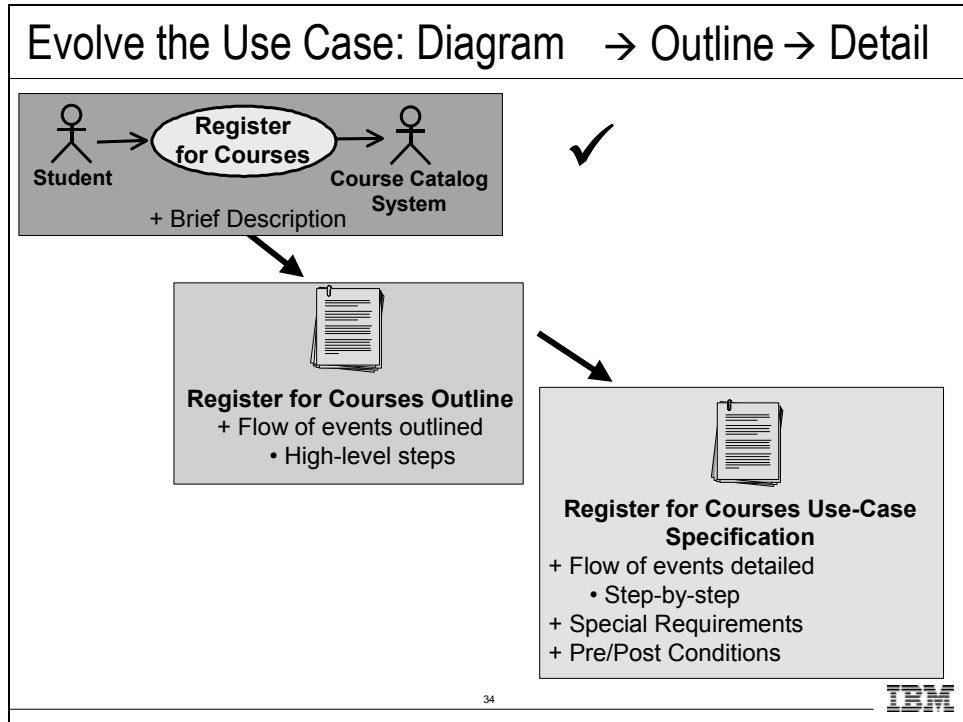 Evolve the Use Case: Diagram → Outline → Detail
Register
for Courses
Student
Course Catalog
System
+ Brief Description
Register for Courses Outline
+ Flow of events outlined
• High-level steps
Register for Courses Use-Case
Specification
+ Flow of events detailed
• Step-by-step
+ Special Requirements
+ Pre/Post Conditions
34
IBM